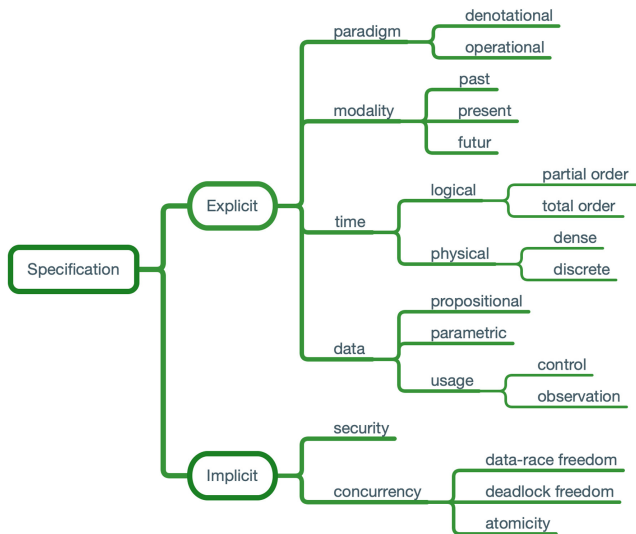 denotational
paradigm
operational
past
modality
present
futur
partial order
logical
Explicit
total order
time
dense
physical
Specification
discrete
propositional
parametric
data
control
usage
observation
security
Implicit
data-race freedom
concurrency
deadlock freedom
atomicity